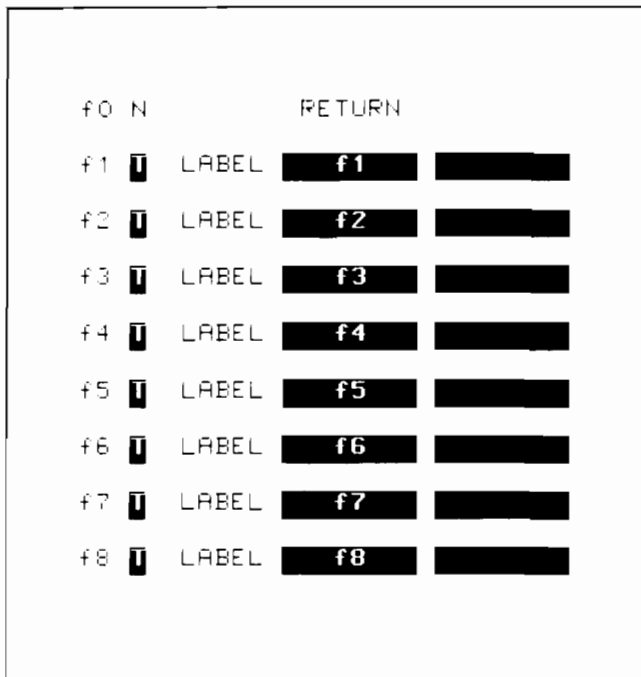 f0 N RETURN
f1 T LABEL f1
f2 T LABEL f2
f3 T LABEL f3
f4 T LABEL f4
f5 T LABEL f5
f6 T LABEL f6
f7 T LABEL f7
f8 T LABEL f8